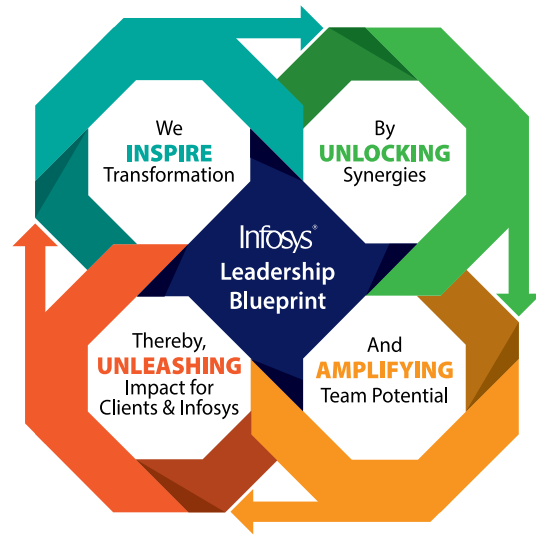 We
INSPIRE
Transformation
By
UNLOCKING
Synergies
Infosys®
Leadership
Blueprint
Thereby,
UNLEASHING
Impact for
Clients & Infosys
And
AMPLIFYING
Team Potential